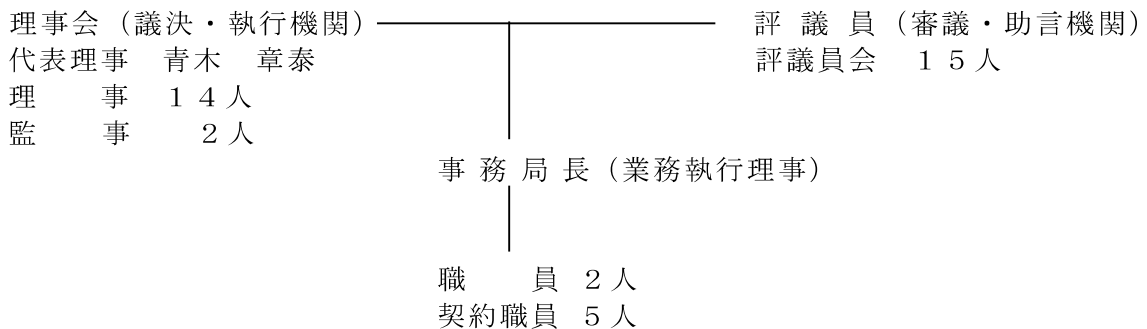 理事会（議決・執行機関）
代表理事　青木　章泰
理　　事　１４人
監　　事　　２人
評 議 員（審議・助言機関）
評議員会　１５人
事 務 局 長（業務執行理事）
職　　員　２人
契約職員　５人